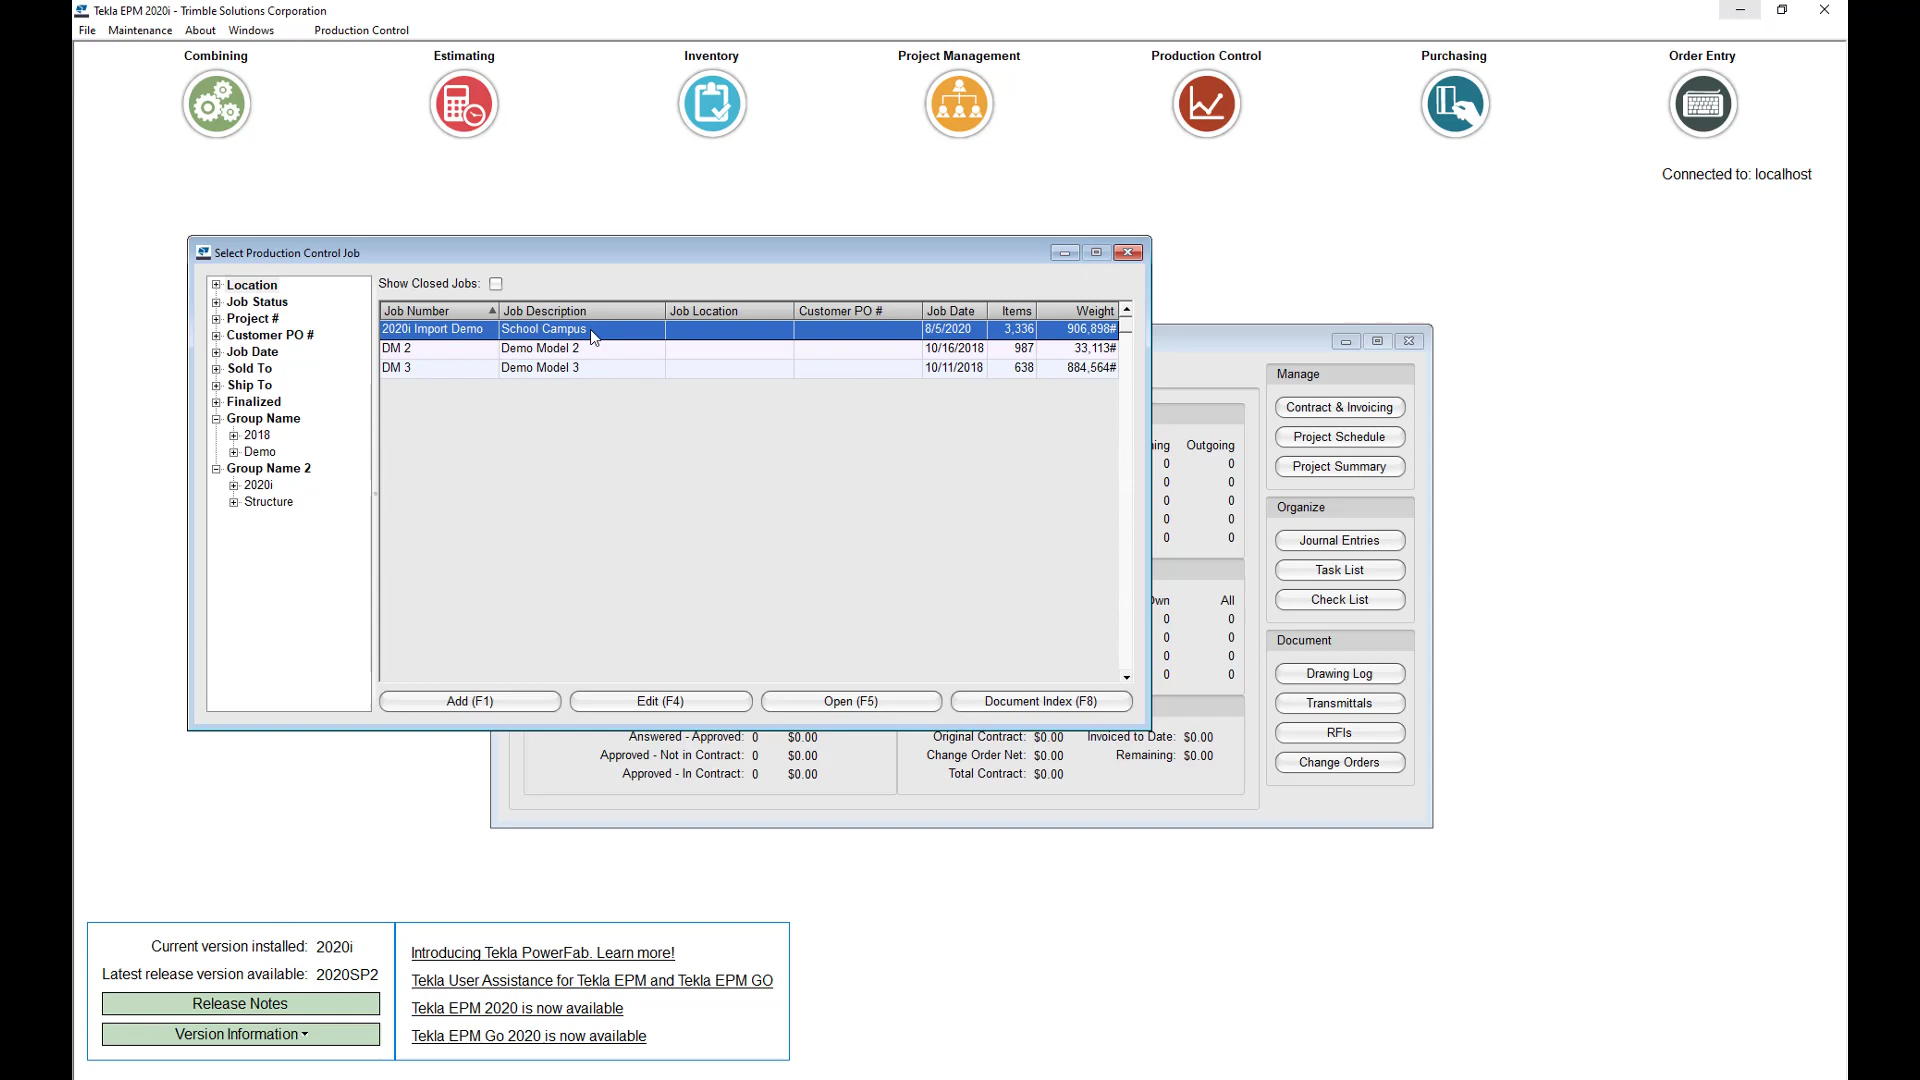 Tekla EPM 2020i - Trimble Solutions Corporation
File Maintenance About Windows Production Control
Combining Estimating Inventory Project Management Production Control Purchasing Order Entry
Connected to: localhost
Select Production Control Job
Location
Job Status
Project #
Customer PO #
Job Date
Sold To
Ship To
Finalized
Group Name
2018
Demo
Group Name 2
2020i
Structure
Show Closed Jobs:
Job Number Job Description Job Location Customer PO # Job Date Items Weight
2020i Import Demo School Campus 8/5/2020 3,336 906,898#
DM 2 Demo Model 2 10/16/2018 987 33,113#
DM 3 Demo Model 3 10/11/2018 638 884,564#
Add (F1) Edit (F4) Open (F5) Document Index (F8)
Outgoing
0 0
0 0
0 0
0 0
0 0
All
0 0
0 0
0 0
0 0
Answered - Approved: 0 $0.00
Approved - Not in Contract: 0 $0.00
Approved - In Contract: 0 $0.00
Original Contract: $0.00 Invoiced to Date: $0.00
Change Order Net: $0.00 Remaining: $0.00
Total Contract: $0.00
Manage
Contract & Invoicing
Project Schedule
Project Summary
Organize
Journal Entries
Task List
Check List
Document
Drawing Log
Transmittals
RFIs
Change Orders
Current version installed: 2020i
Latest release version available: 2020SP2
Release Notes
Version Information
Introducing Tekla PowerFab. Learn more!
Tekla User Assistance for Tekla EPM and Tekla EPM GO
Tekla EPM 2020 is now available
Tekla EPM Go 2020 is now available